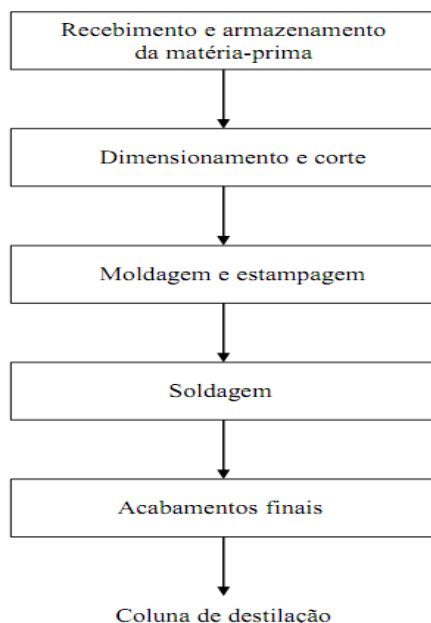 Recebimento e armazenamento
da matéria-prima
Dimensionamento e corte
Moldagem e estampagem
Soldagem
Acabamentos finais
Coluna de destilação